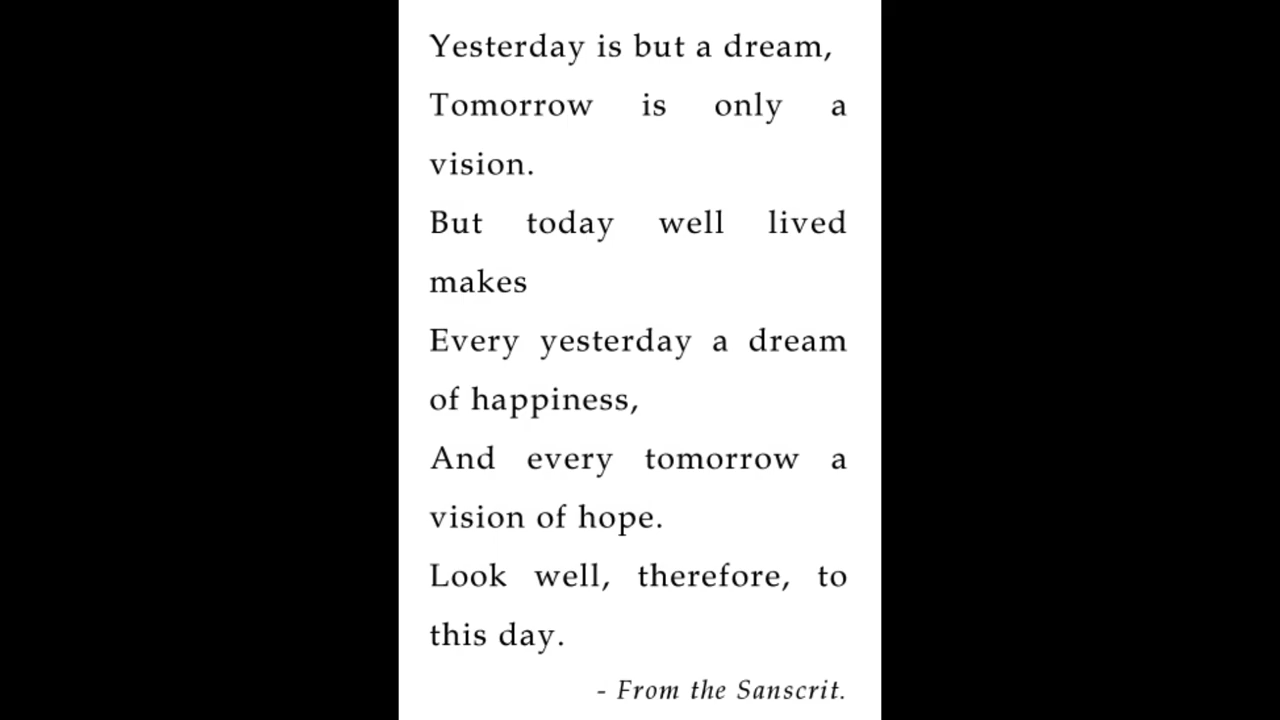 Yesterday is but a dream,
Tomorrow is only a
vision.
But today well lived
makes
Every yesterday a dream
of happiness,
And every tomorrow a
vision of hope.
Look well, therefore, to
this day.
- From the Sanscrit.